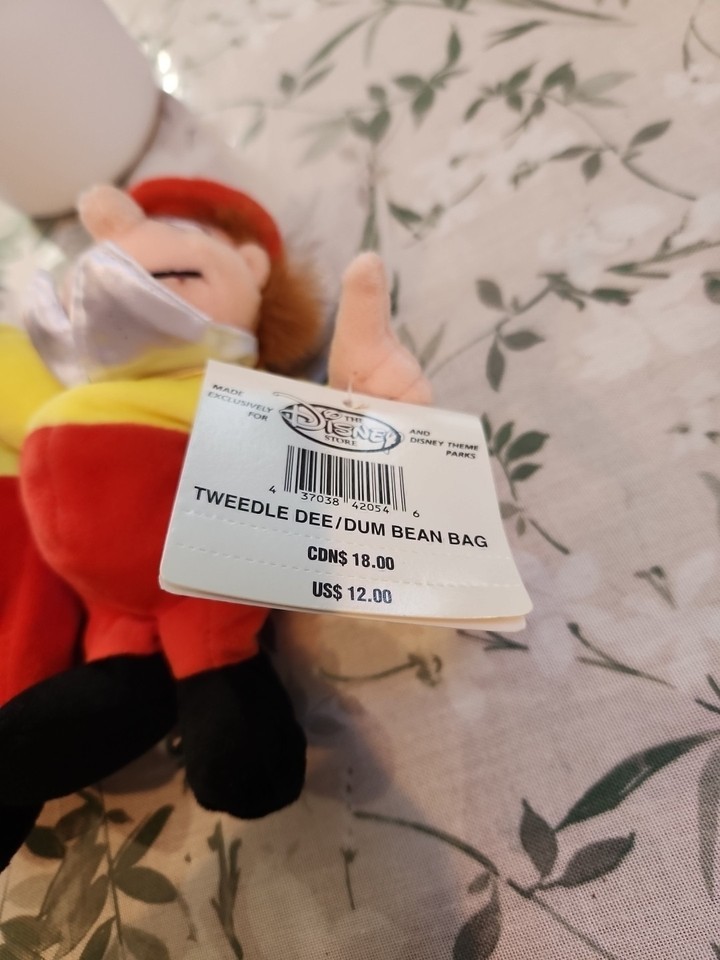 MADE
EXCLUSIVELY
FOR
THE
DISNEY
STORE
AND
DISNEY THEME
PARKS
4 37038 42054 6
TWEEDLE DEE/DUM BEAN BAG
CDN$ 18.00
US$ 12.00